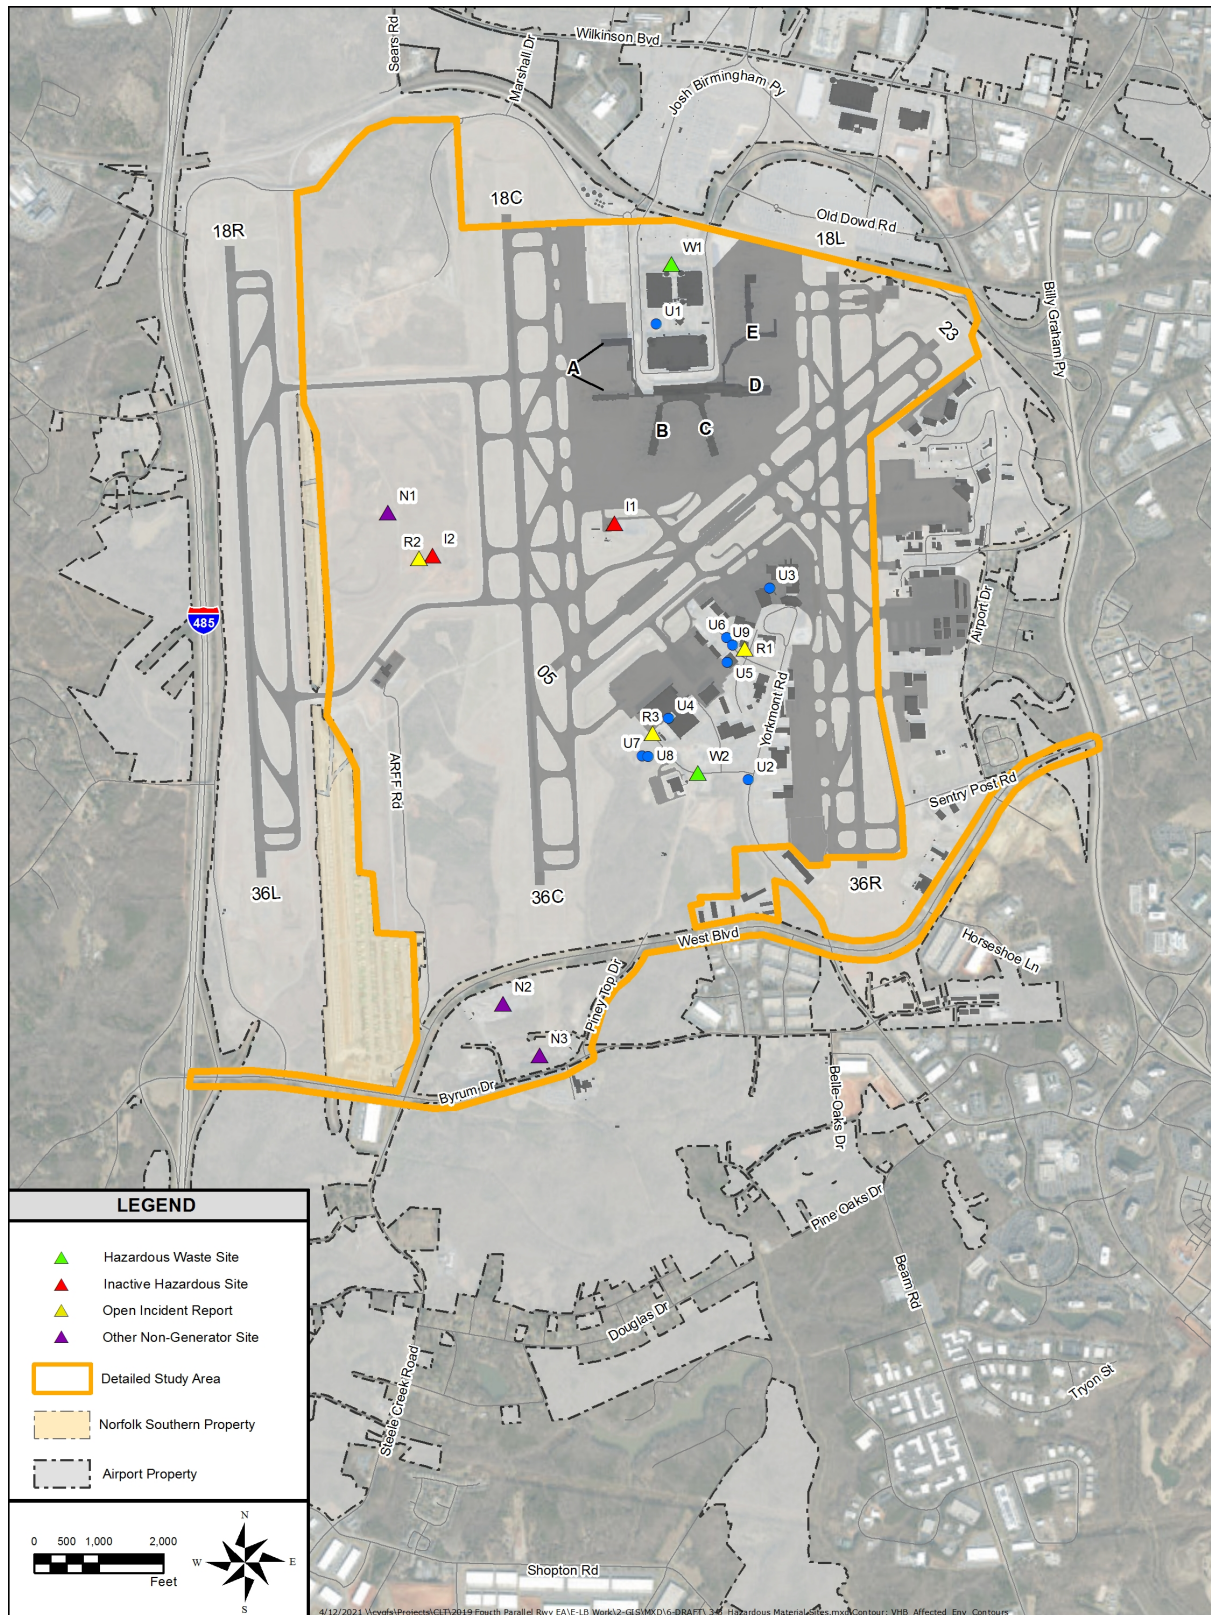 Sears Rd
Marshall Dr
Wilkinson Bvd
Josh Birmingham Py
Old Dowd Rd
18C
18R
18L
W1
Billy Graham Py
U1
E
23
A
D
B
C
N1
I1
R2
I2
U3
485
Airport Dr
U6
U9
R1
U5
05
Yorkmont Rd
U4
R3
U7
U8
W2
U2
ARFF Rd
Sentry Post Rd
36L
36C
36R
West Blvd
Horseshoe Ln
Piney Top Dr
N2
N3
Byrum Dr
Belle-Oaks Dr
Pine Oaks Dr
Beam Rd
Douglas Dr
Tryon St
Steele Creek Road
Shopton Rd
LEGEND
Hazardous Waste Site
Inactive Hazardous Site
Open Incident Report
Other Non-Generator Site
Detailed Study Area
Norfolk Southern Property
Airport Property
0 500 1,000 2,000
Feet
N
W E
S